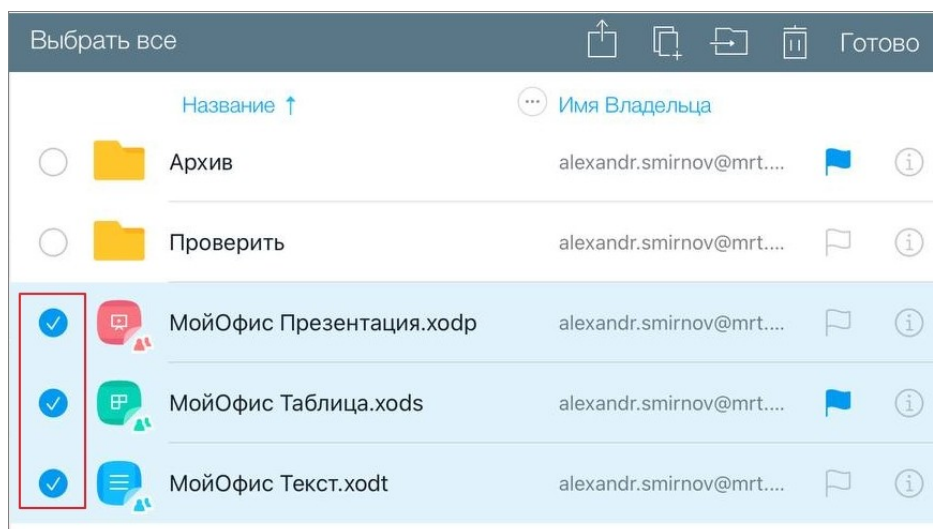 Выбрать все Готово
Название ↑ Имя Владельца
Архив alexandr.smirnov@mrt....
Проверить alexandr.smirnov@mrt....
МойОфис Презентация.xodp alexandr.smirnov@mrt....
МойОфис Таблица.xods alexandr.smirnov@mrt....
МойОфис Текст.xodt alexandr.smirnov@mrt....